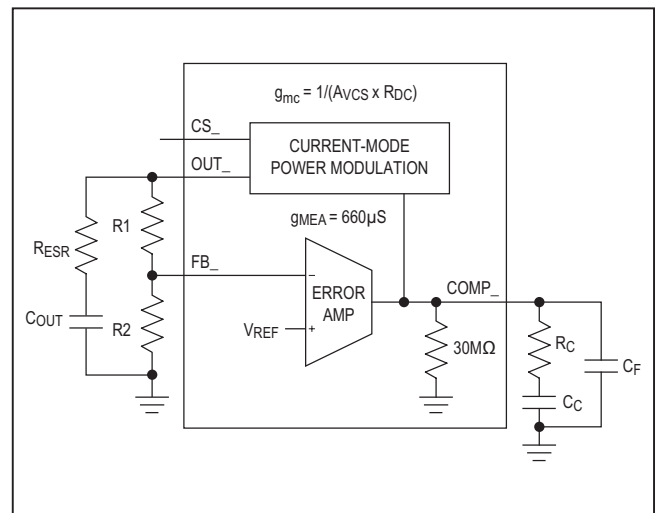 gmc = 1/(AVCS x RDC)
CS_
CURRENT-MODE
POWER MODULATION
OUT_
gMEA = 660µS
R1
RESR
FB_
COMP_
ERROR
AMP
COUT
R2
VREF
30MΩ
RC
CF
CC